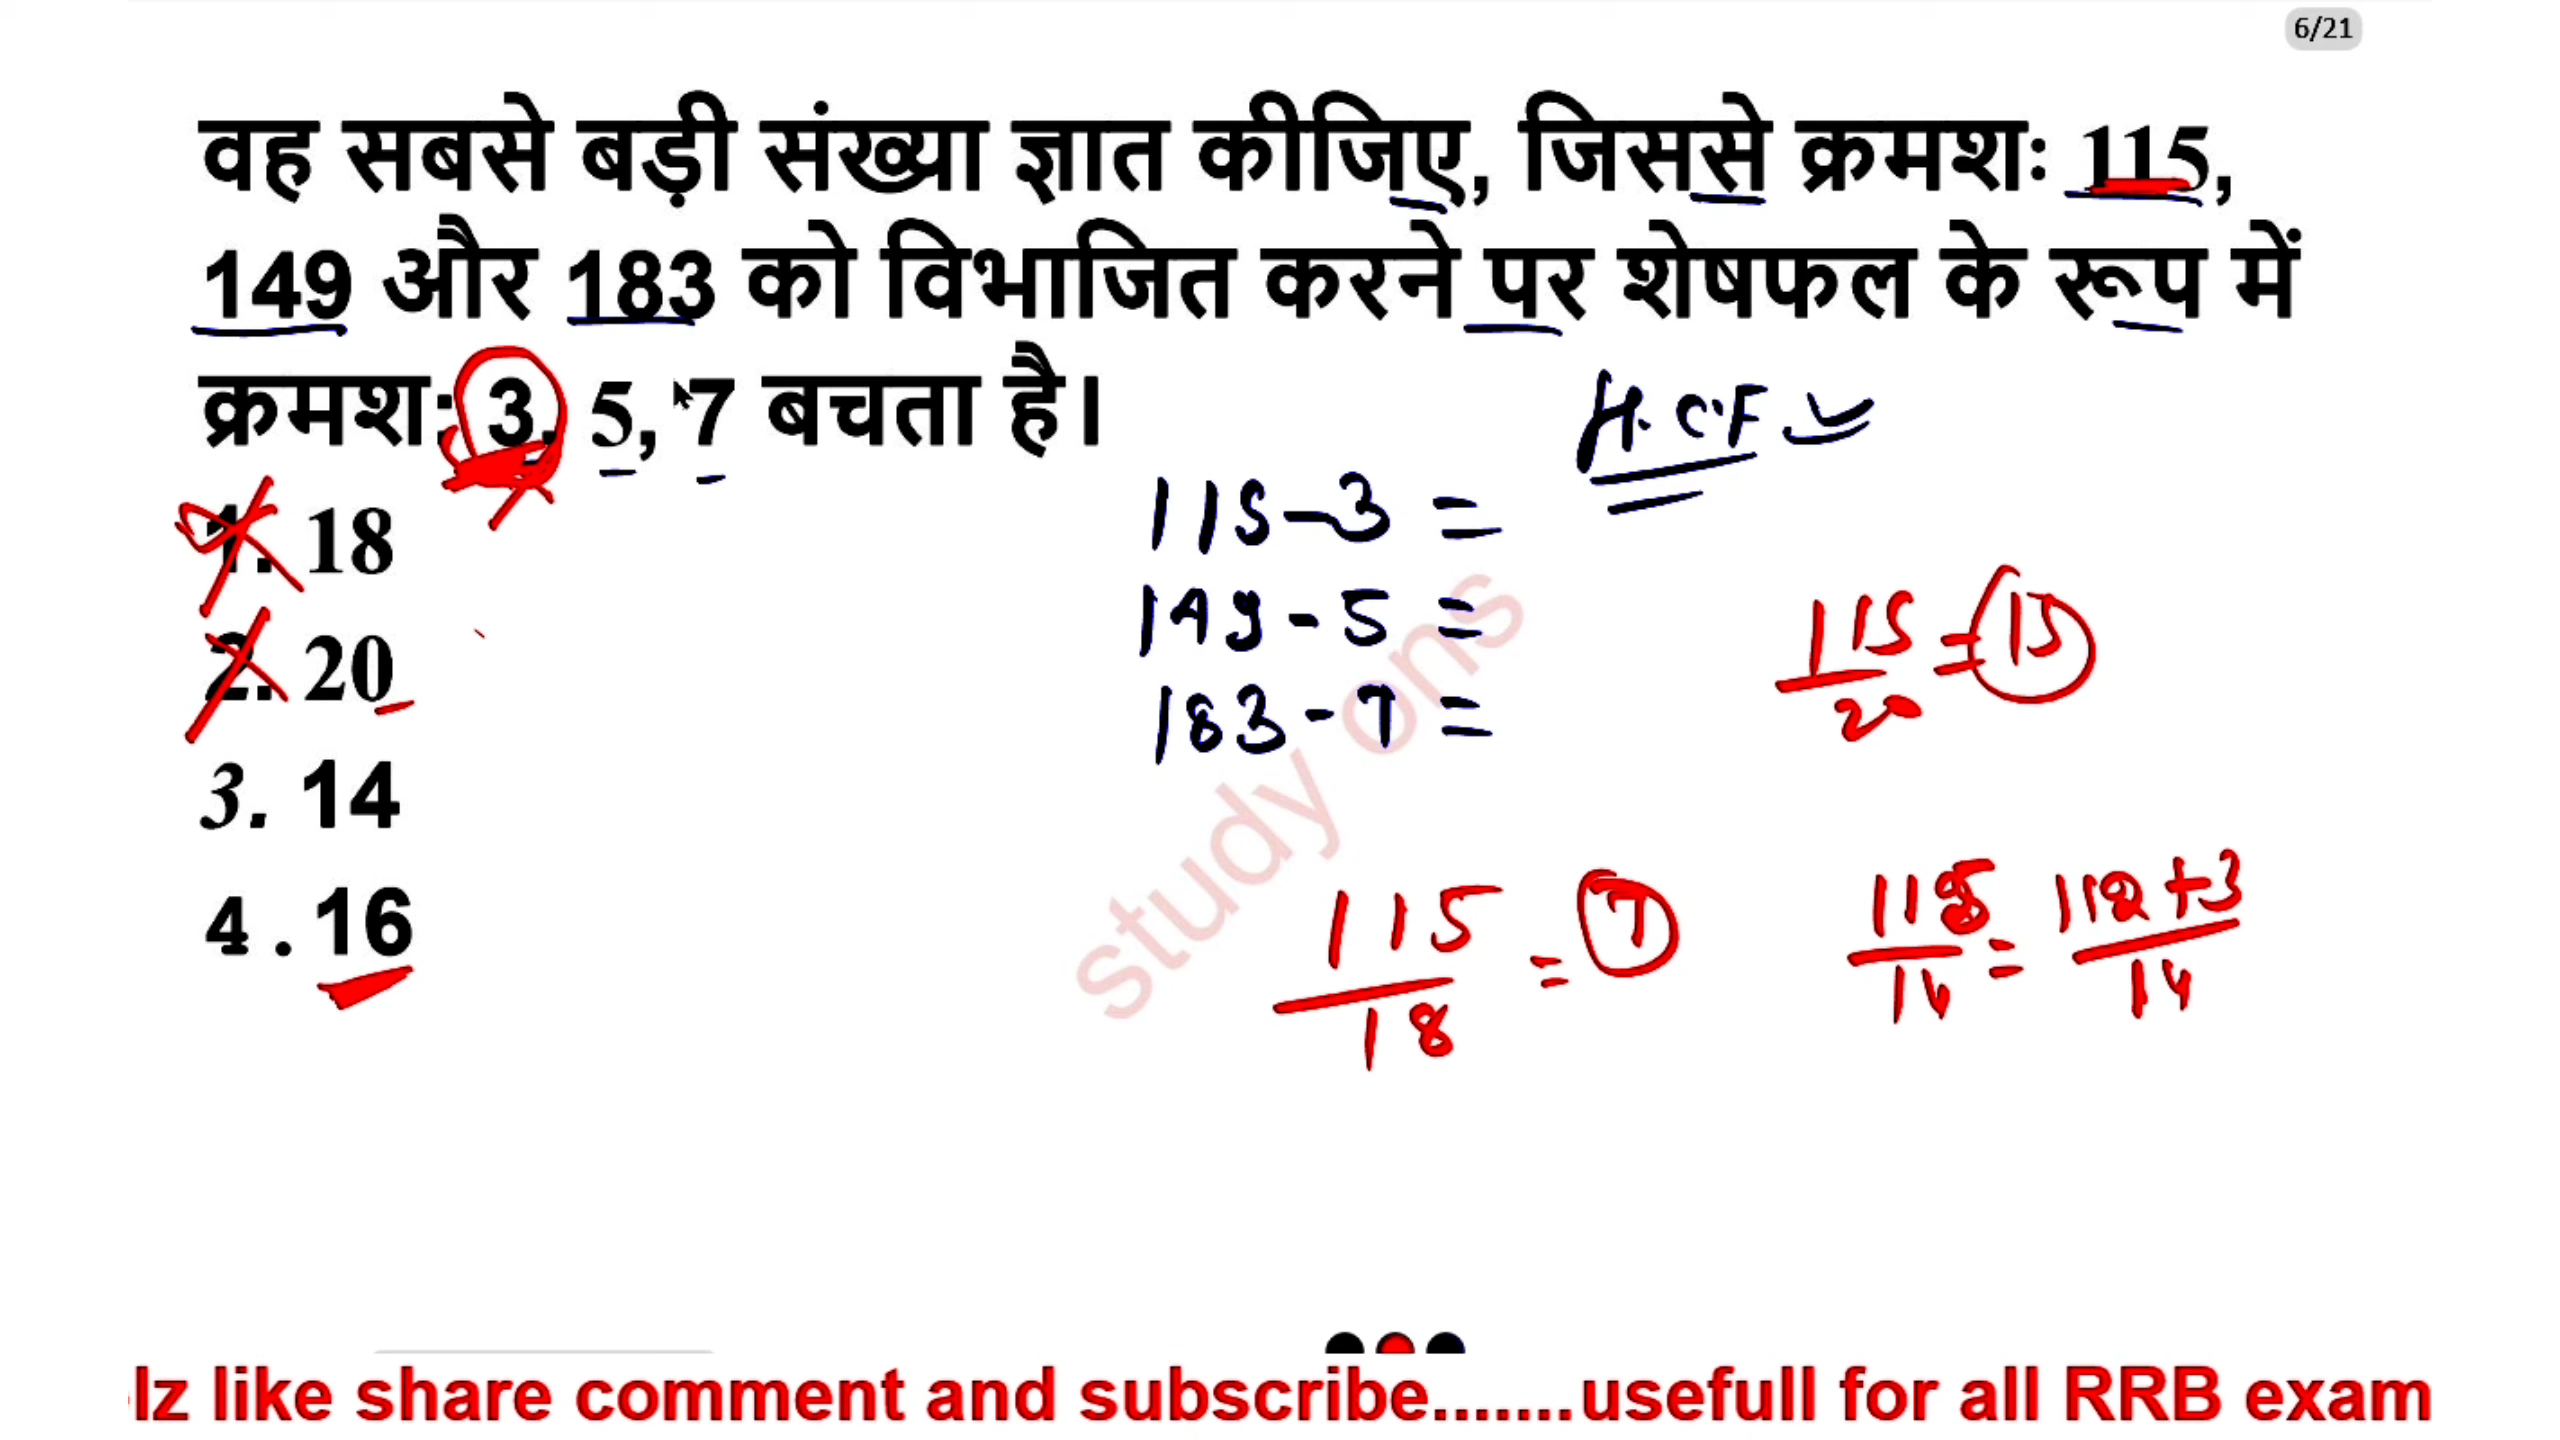 6/21
वह सबसे बड़ी संख्या ज्ञात कीजिए, जिससे क्रमशः 115,
149 और 183 को विभाजित करने पर शेषफल के रूप में
क्रमश: 3, 5, 7 बचता है।
H.C.F
1. 18
2. 20
3. 14
4. 16
115-3 =
149-5 =
183-7 =
115/20 = 15
115/18 = 7
115/14 = 112+3/14
study ons
lz like share comment and subscribe.......usefull for all RRB exam